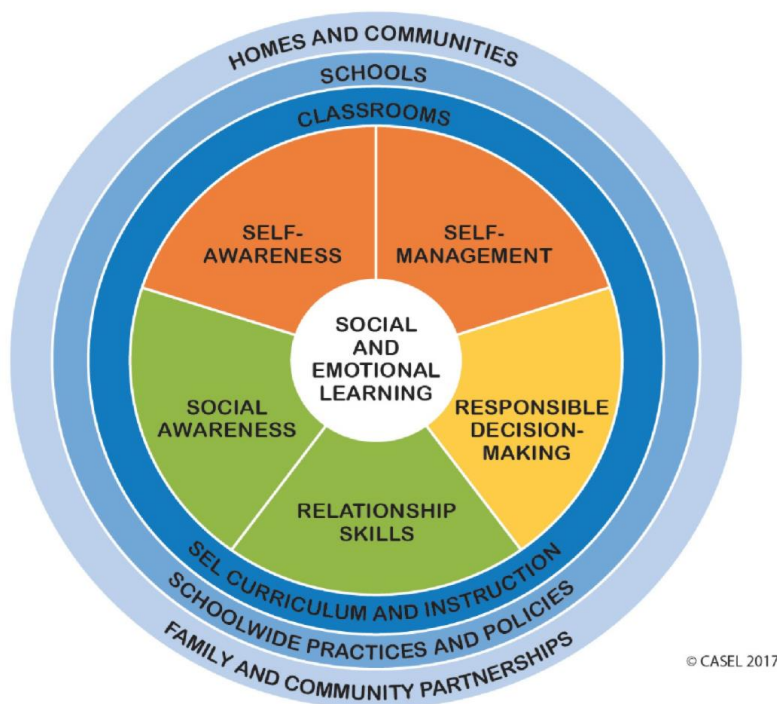 HOMES AND COMMUNITIES
SCHOOLS
CLASSROOMS
SELF-
AWARENESS
SELF-
MANAGEMENT
SOCIAL
AND
EMOTIONAL
LEARNING
SOCIAL
AWARENESS
RESPONSIBLE
DECISION-
MAKING
RELATIONSHIP
SKILLS
SEL CURRICULUM AND INSTRUCTION
SCHOOLWIDE PRACTICES AND POLICIES
FAMILY AND COMMUNITY PARTNERSHIPS
© CASEL 2017